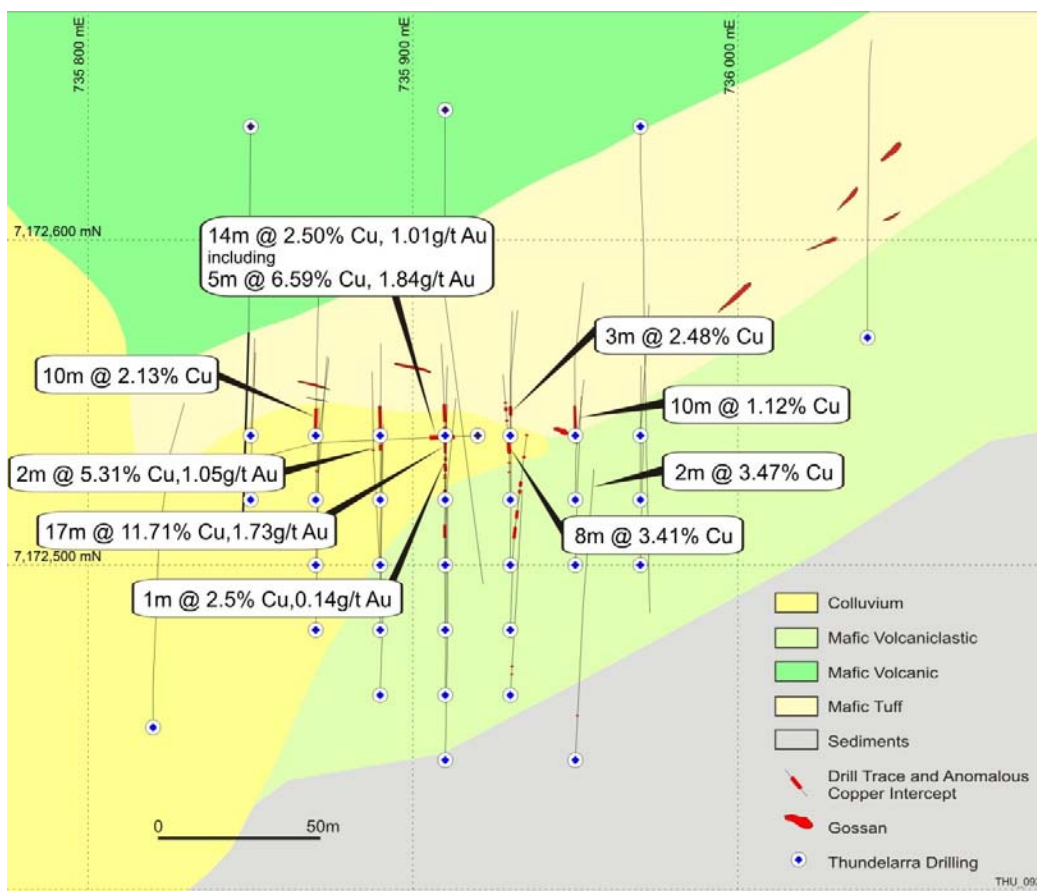 735 800 mE
735 900 mE
736 000 mE
7,172,600 mN
14m @ 2.50% Cu, 1.01g/t Au
including
5m @ 6.59% Cu, 1.84g/t Au
3m @ 2.48% Cu
10m @ 2.13% Cu
10m @ 1.12% Cu
2m @ 5.31% Cu,1.05g/t Au
2m @ 3.47% Cu
17m @ 11.71% Cu,1.73g/t Au
8m @ 3.41% Cu
7,172,500 mN
1m @ 2.5% Cu,0.14g/t Au
Colluvium
Mafic Volcaniclastic
Mafic Volcanic
Mafic Tuff
Sediments
Drill Trace and Anomalous
Copper Intercept
Gossan
Thundelarra Drilling
0 50m